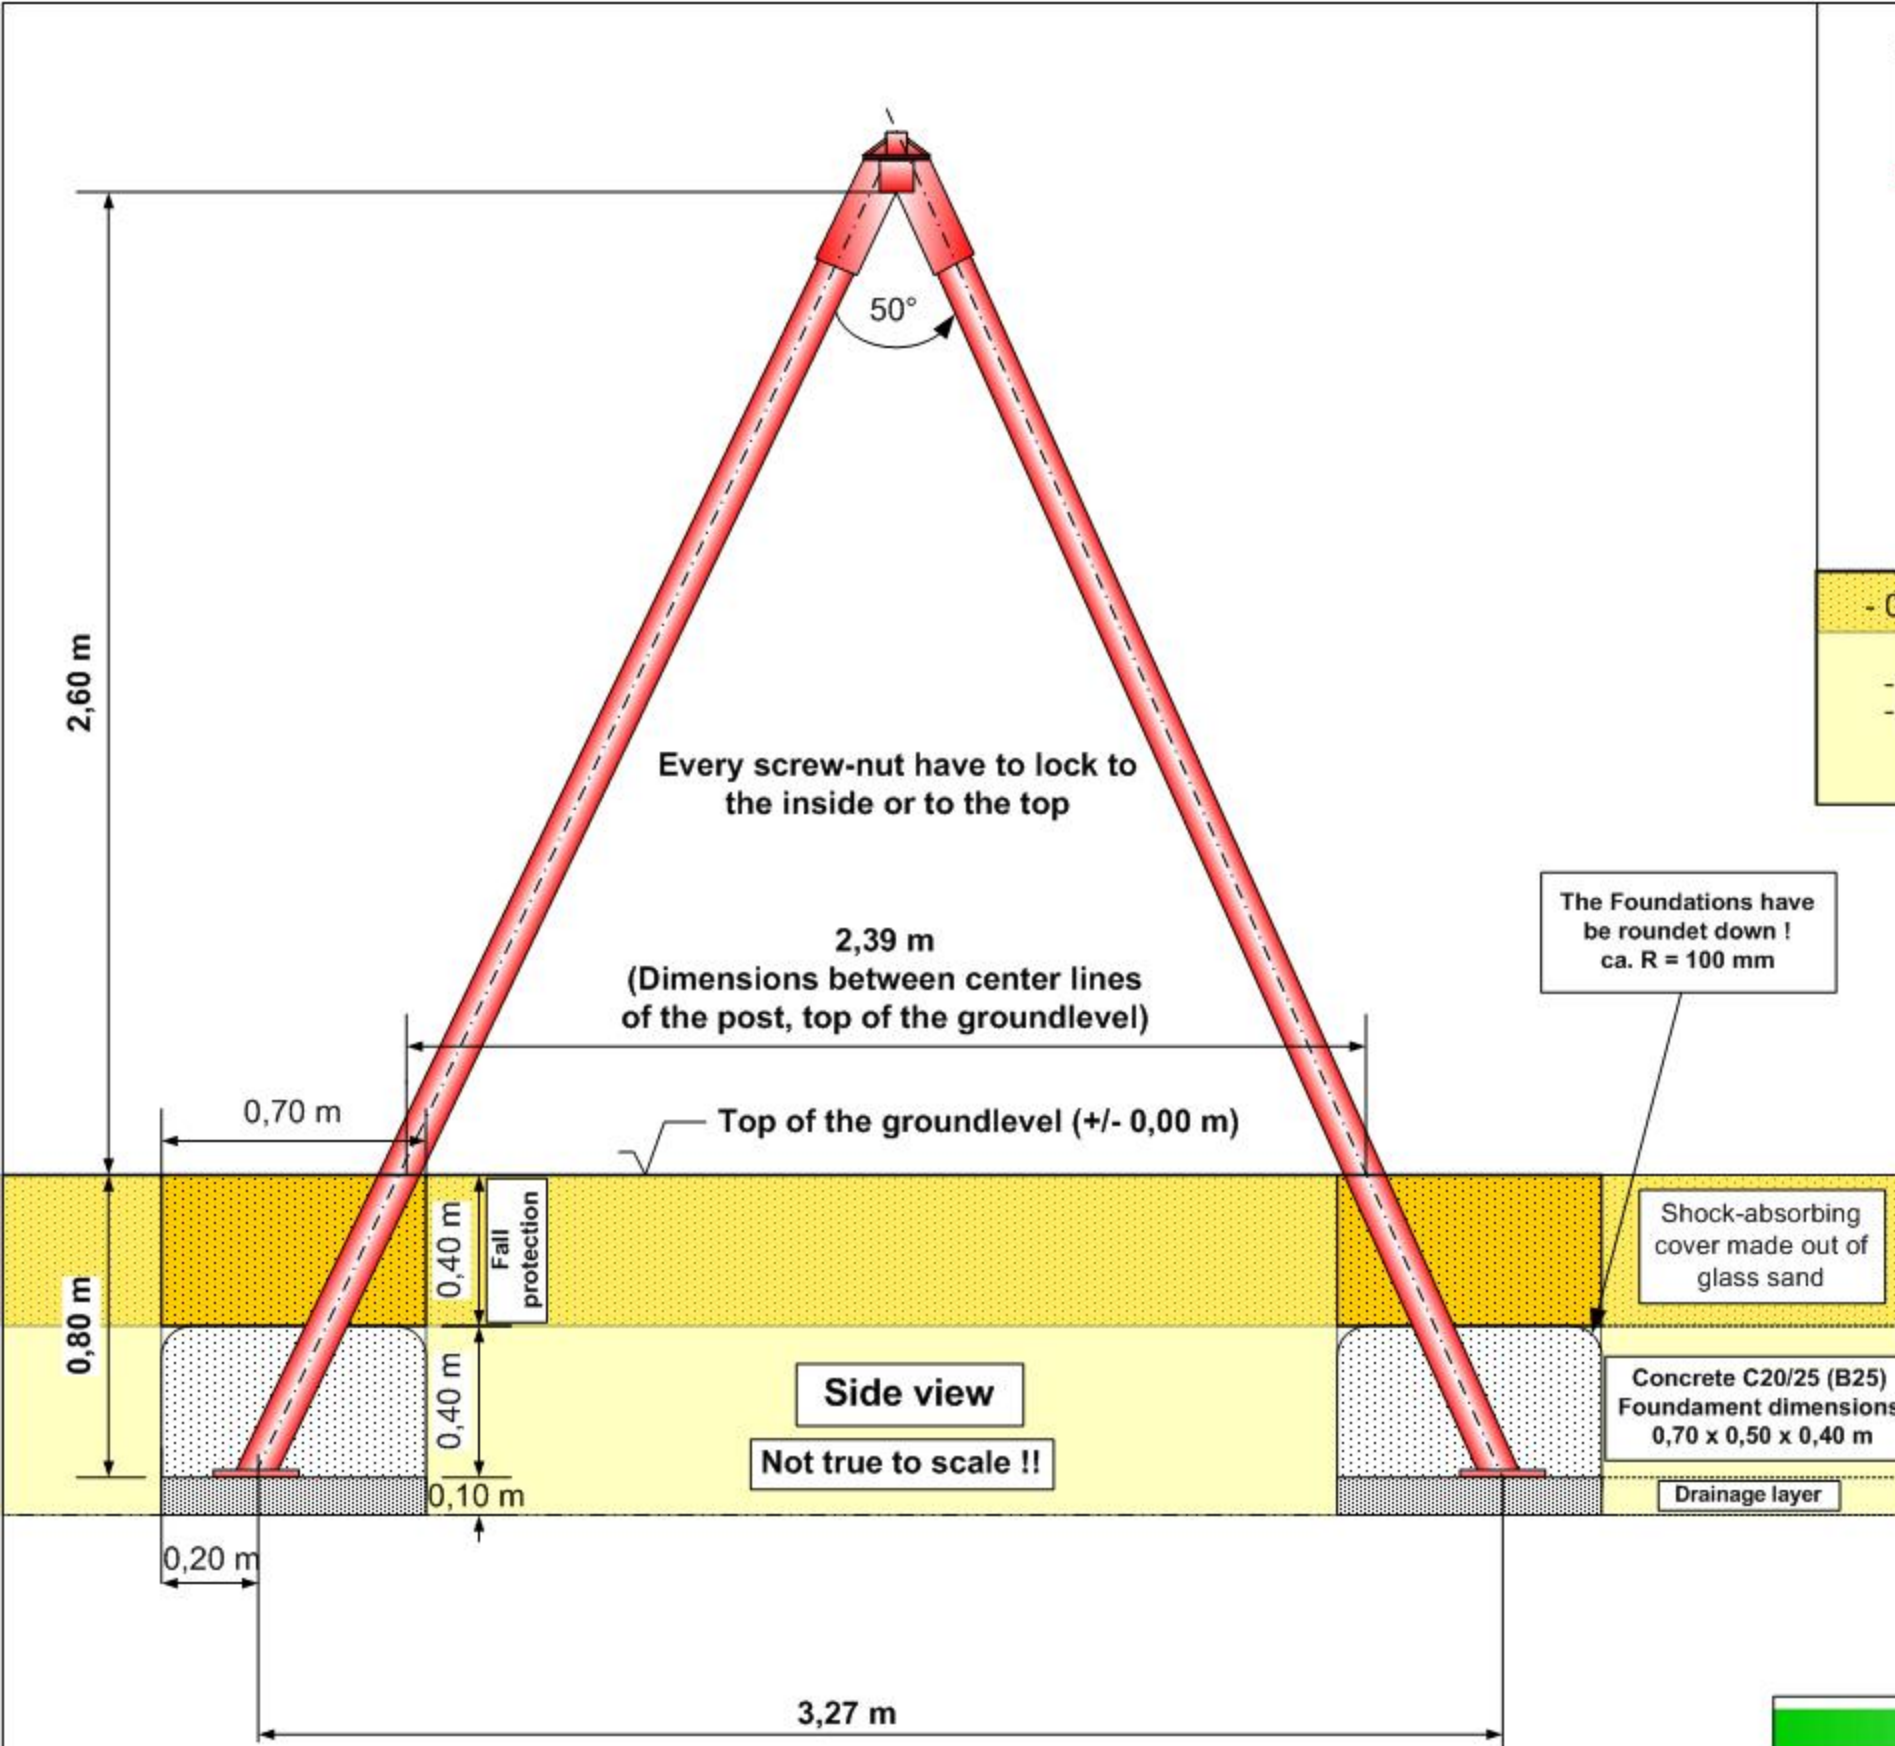 50°
2,60 m
- 0
-
-
Every screw-nut have to lock to
the inside or to the top
The Foundations have
be roundet down !
ca. R = 100 mm
2,39 m
(Dimensions between center lines
of the post, top of the groundlevel)
0,70 m
Top of the groundlevel (+/- 0,00 m)
0,80 m
0,40 m
Fall
protection
Shock-absorbing
cover made out of
glass sand
0,40 m
Side view
Not true to scale !!
Concrete C20/25 (B25)
Foundament dimensions
0,70 x 0,50 x 0,40 m
0,10 m
Drainage layer
0,20 m
3,27 m